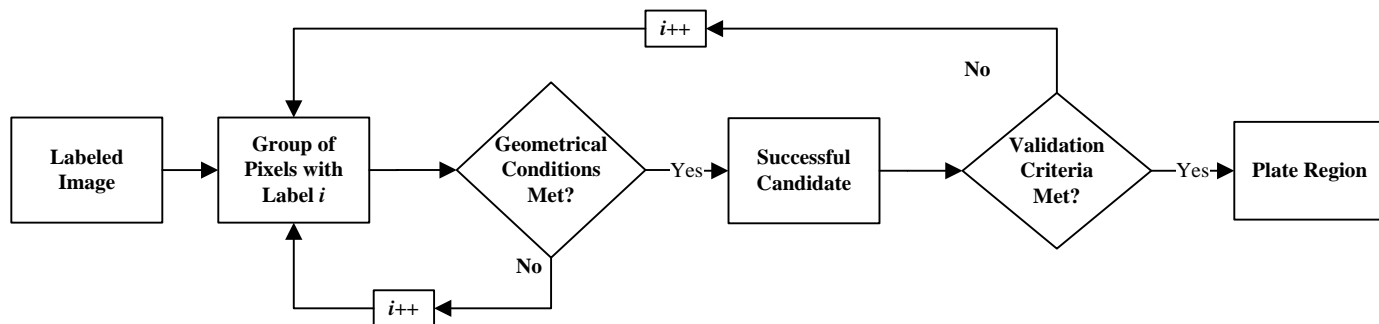 i++
No
Labeled
Image
Group of
Pixels with
Label i
Geometrical
Conditions
Met?
Yes
Successful
Candidate
Validation
Criteria
Met?
Yes
Plate Region
No
i++